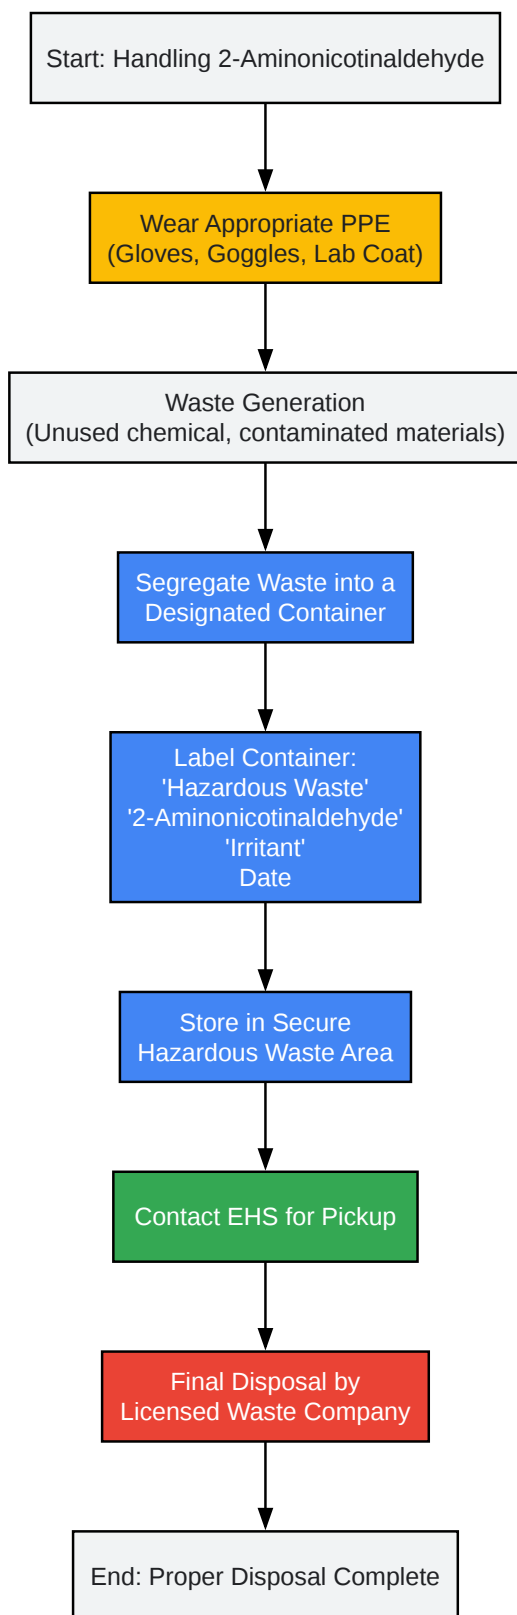 Start: Handling 2-Aminonicotinaldehyde
Wear Appropriate PPE
(Gloves, Goggles, Lab Coat)
Waste Generation
(Unused chemical, contaminated materials)
Segregate Waste into a
Designated Container
Label Container:
'Hazardous Waste'
'2-Aminonicotinaldehyde'
'Irritant'
Date
Store in Secure
Hazardous Waste Area
Contact EHS for Pickup
Final Disposal by
Licensed Waste Company
End: Proper Disposal Complete